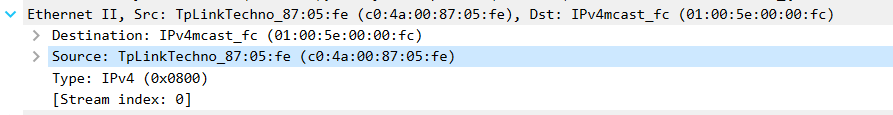 Ethernet II, Src: TpLinkTechno_87:05:fe (c0:4a:00:87:05:fe), Dst: IPv4mcast_fc (01:00:5e:00:00:fc)
Destination: IPv4mcast_fc (01:00:5e:00:00:fc)
Source: TpLinkTechno_87:05:fe (c0:4a:00:87:05:fe)
Type: IPv4 (0x0800)
[Stream index: 0]